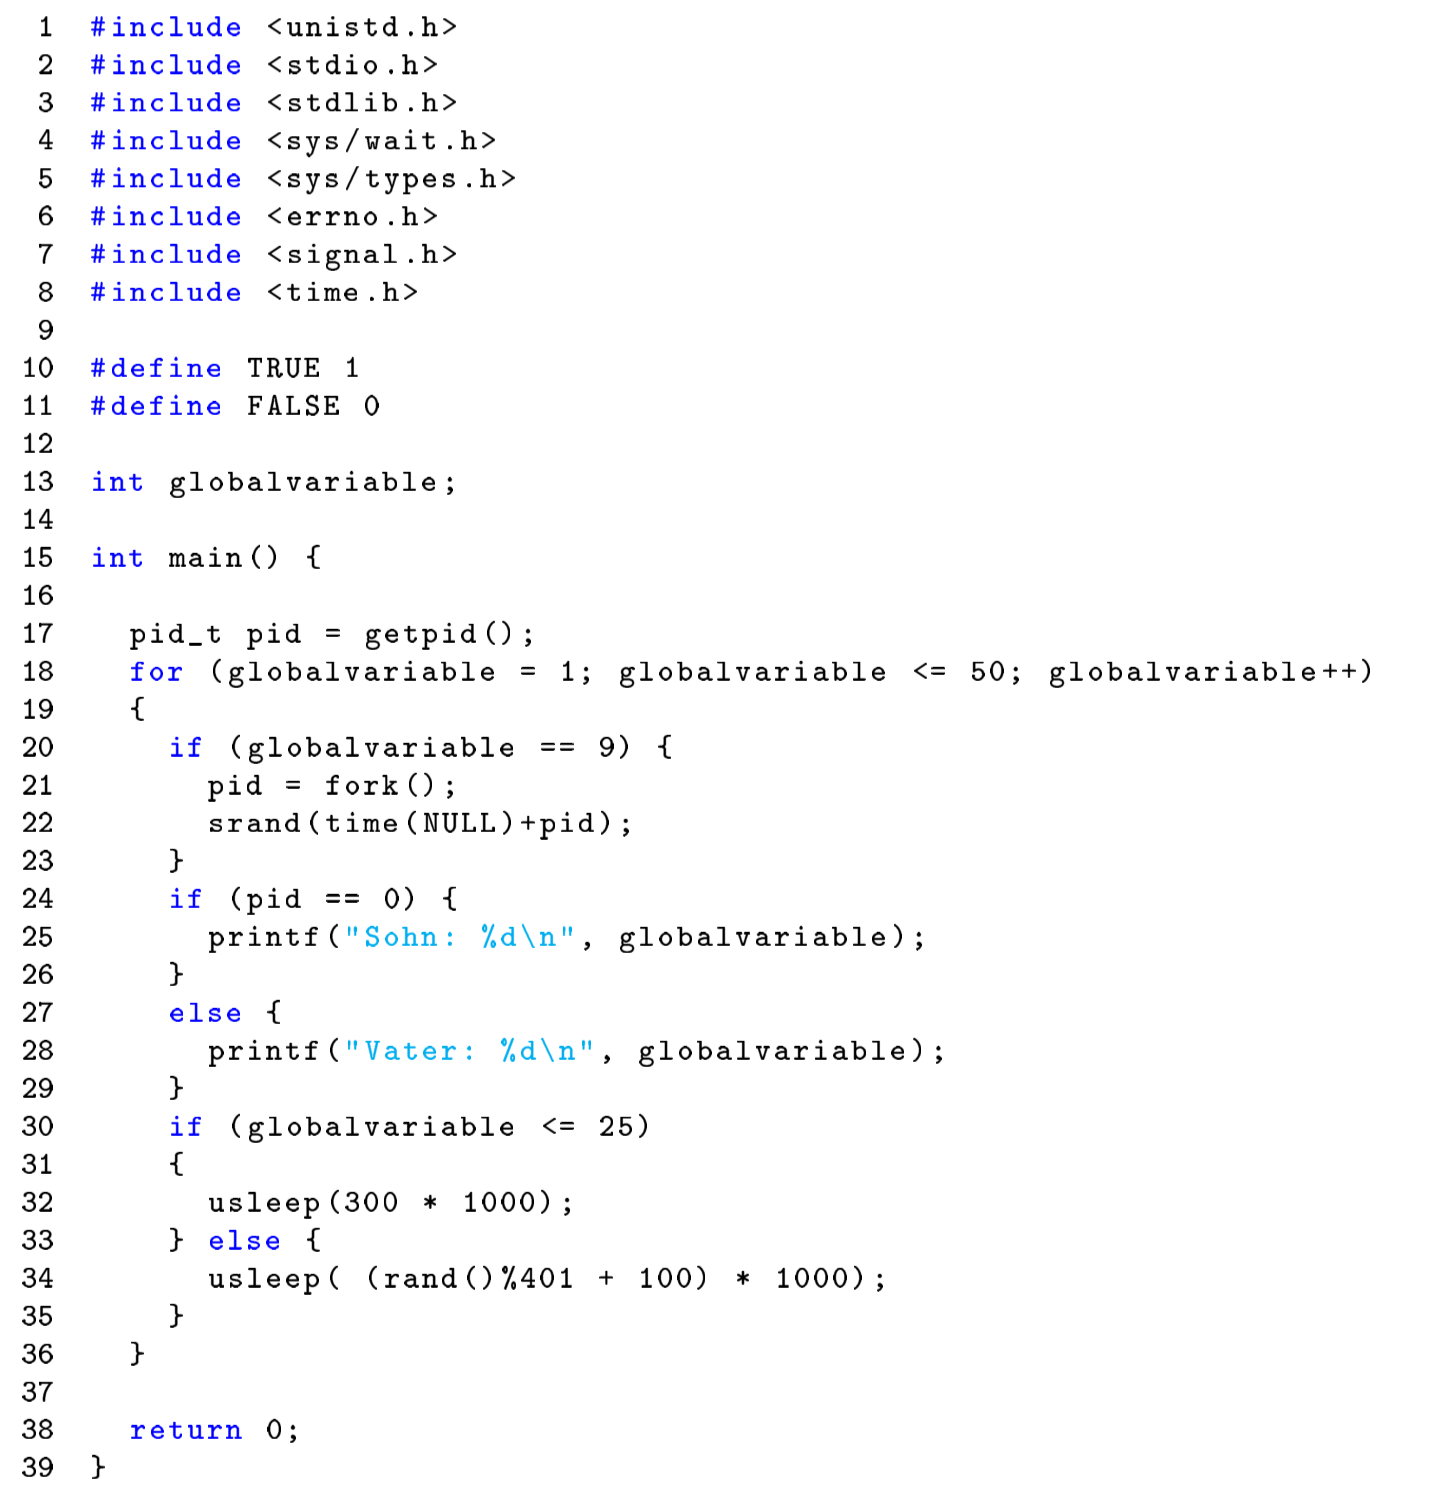 1 #include <unistd.h>
2 #include <stdio.h>
3 #include <stdlib.h>
4 #include <sys/wait.h>
5 #include <sys/types.h>
6 #include <errno.h>
7 #include <signal.h>
8 #include <time.h>
9
10 #define TRUE 1
11 #define FALSE 0
12
13 int globalvariable;
14
15 int main() {
16
17   pid_t pid = getpid();
18   for (globalvariable = 1; globalvariable <= 50; globalvariable++)
19   {
20     if (globalvariable == 9) {
21       pid = fork();
22       srand(time(NULL)+pid);
23     }
24     if (pid == 0) {
25       printf("Sohn: %d\n", globalvariable);
26     }
27     else {
28       printf("Vater: %d\n", globalvariable);
29     }
30     if (globalvariable <= 25)
31     {
32       usleep(300 * 1000);
33     } else {
34       usleep( (rand()%401 + 100) * 1000);
35     }
36   }
37
38   return 0;
39 }